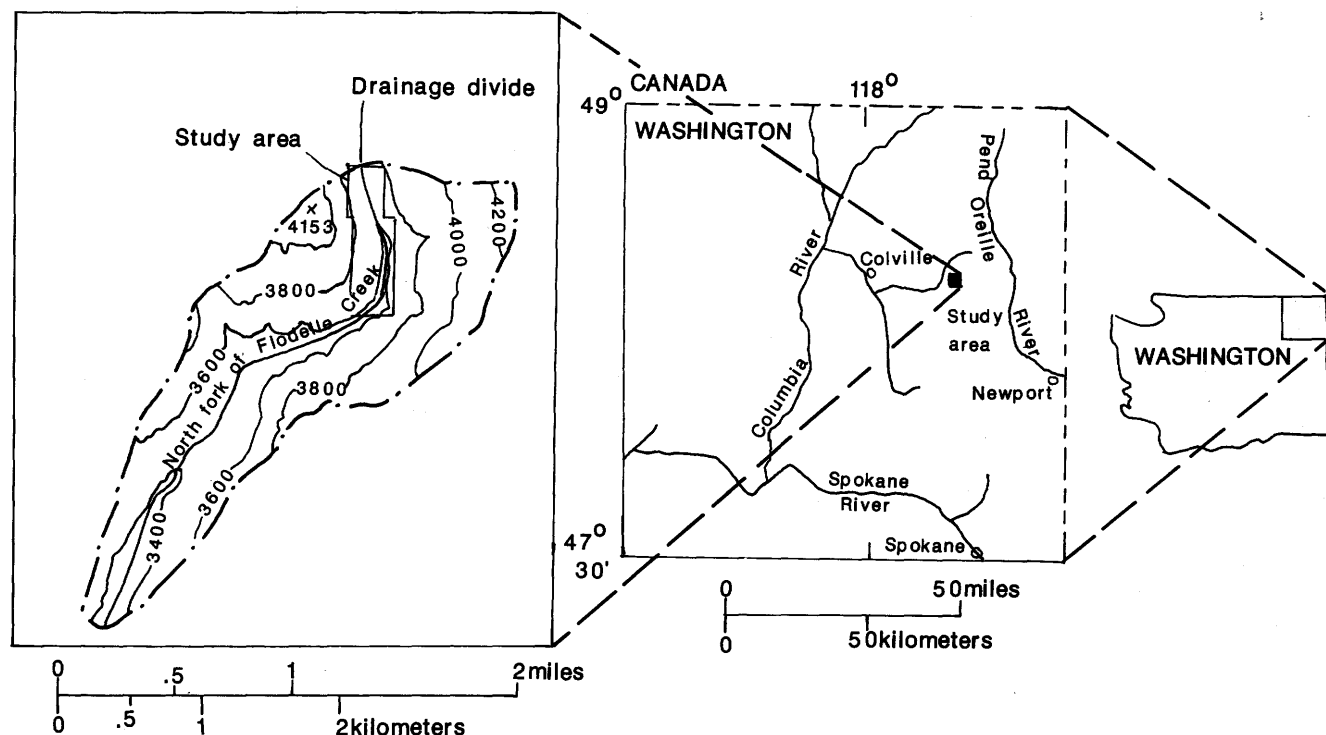 Drainage divide
Study area
4153
4000
4200
3800
North fork of Flodelle Creek
3600
3800
3600
3400
0 .5 1 2 miles
0 .5 1 2 kilometers
CANADA
49° 118°
WASHINGTON
Pend Oreille River
Columbia River
Colville
Study
area
Newport
Spokane
River
Spokane
47°
30'
0 50 miles
0 50 kilometers
WASHINGTON